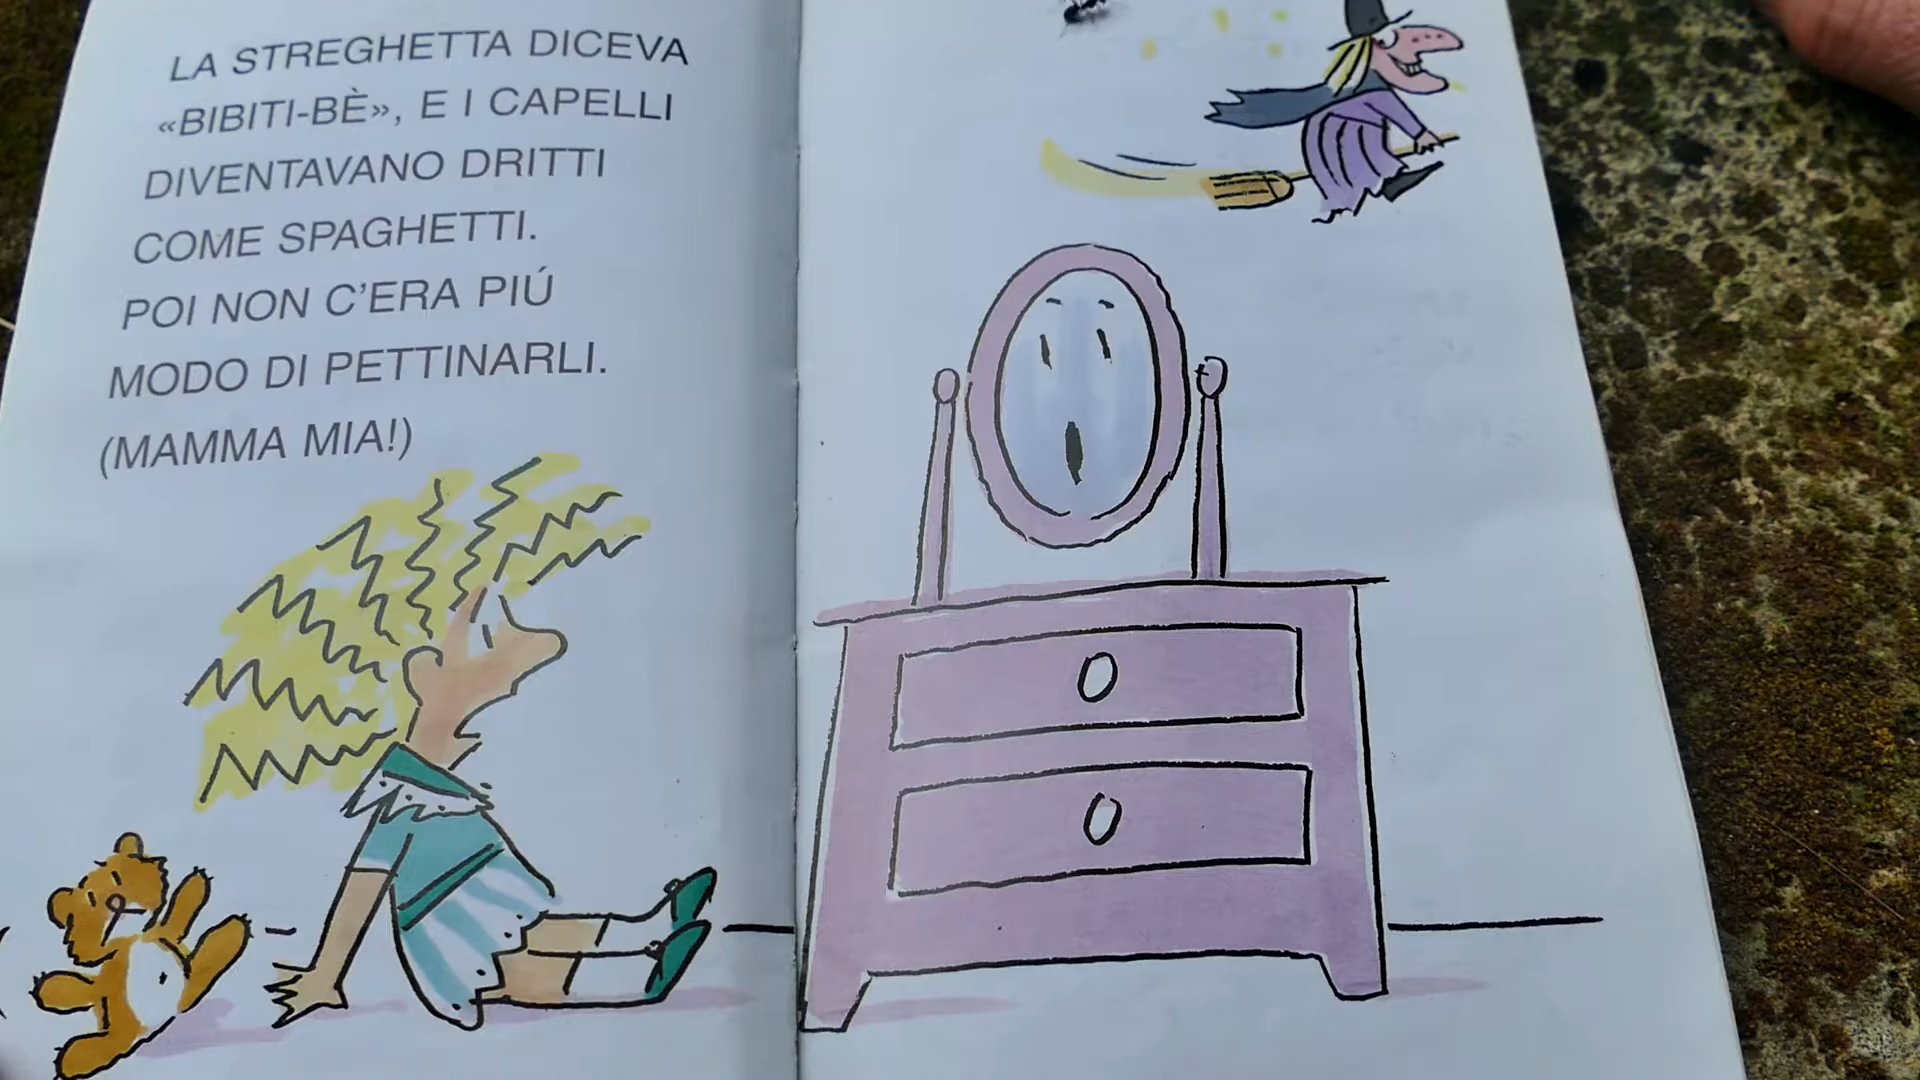 LA STREGHETTA DICEVA
«BIBITI-BÈ», E I CAPELLI
DIVENTAVANO DRITTI
COME SPAGHETTI.
POI NON C'ERA PIÚ
MODO DI PETTINARLI.
(MAMMA MIA!)